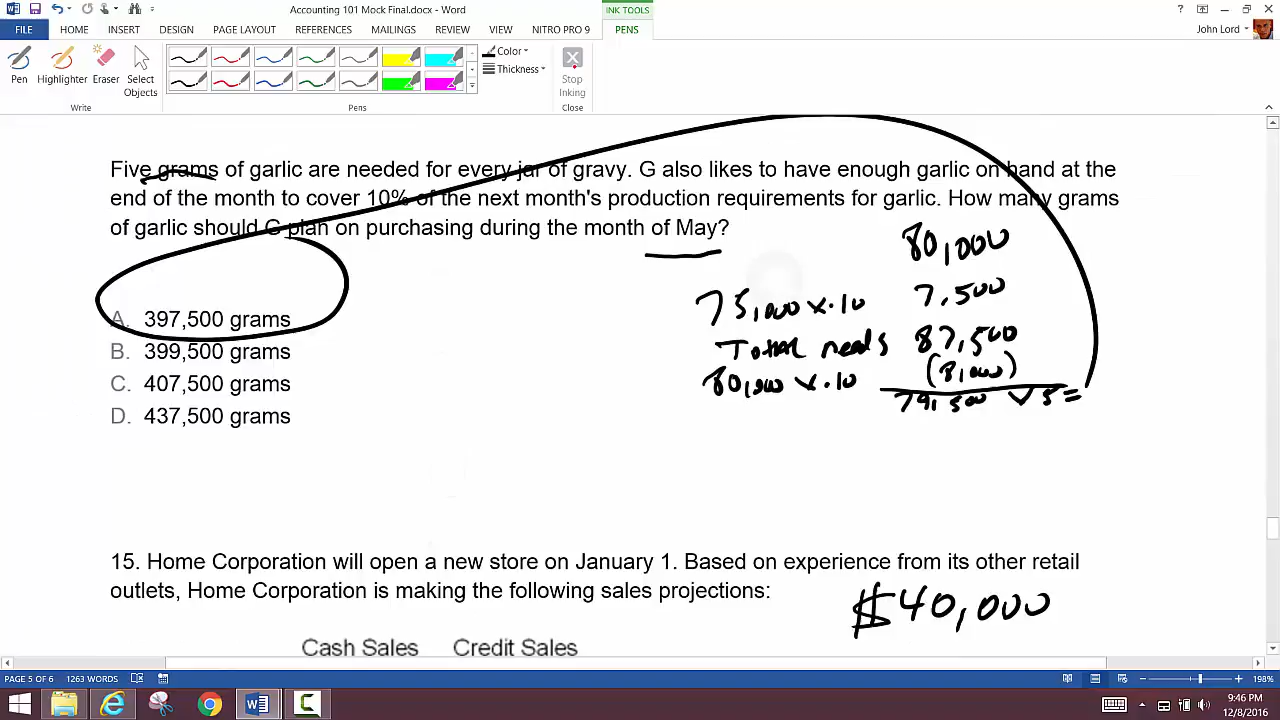 Accounting 101 Mock Final.docx - Word
INK TOOLS
FILE
HOME
INSERT
DESIGN
PAGE LAYOUT
REFERENCES
MAILINGS
REVIEW
VIEW
NITRO PRO 9
PENS
John Lord
Pen
Highlighter
Eraser
Select Objects
Color
Thickness
Stop Inking
Write
Pens
Close
Five grams of garlic are needed for every jar of gravy. G also likes to have enough garlic on hand at the
end of the month to cover 10% of the next month's production requirements for garlic. How many grams
of garlic should G plan on purchasing during the month of May?
80,000
75,000 x .10 7,500
Total needs 87,500
80,000 x .10 (8,000)
79,500 x 5 =
A. 397,500 grams
B. 399,500 grams
C. 407,500 grams
D. 437,500 grams
15. Home Corporation will open a new store on January 1. Based on experience from its other retail
outlets, Home Corporation is making the following sales projections:
$40,000
Cash Sales Credit Sales
PAGE 5 OF 6
1263 WORDS
198%
9:46 PM
12/8/2016